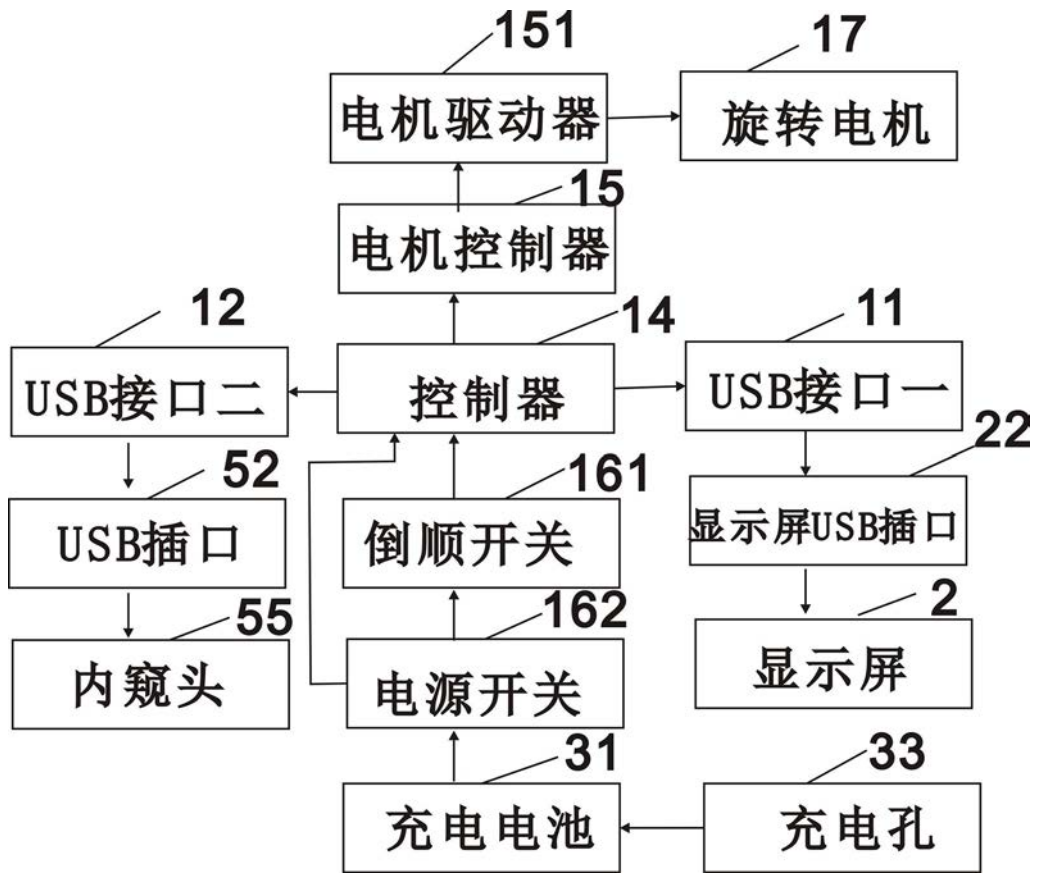 151
17
电机驱动器
旋转电机
15
电机控制器
12
14
11
USB接口二
控制器
USB接口一
52
161
22
USB插口
倒顺开关
显示屏USB插口
55
162
2
内窥头
电源开关
显示屏
31
33
充电电池
充电孔